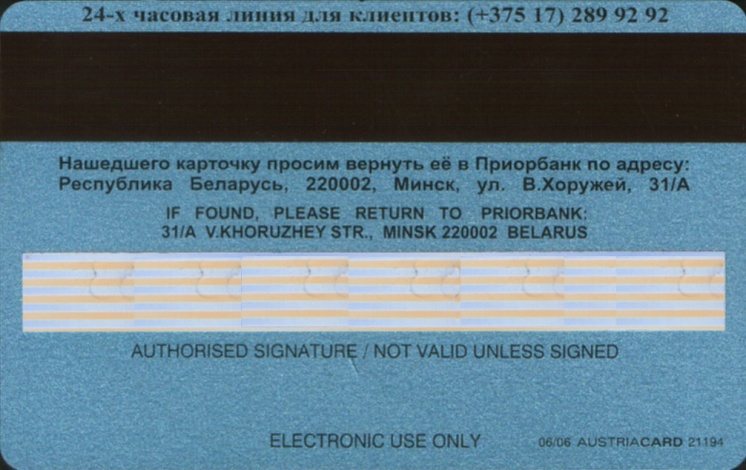 24-х часовая линия для клиентов: (+375 17) 289 92 92
Нашедшего карточку просим вернуть её в Приорбанк по адресу:
Республика Беларусь, 220002, Минск, ул. В.Хоружей, 31/А
IF FOUND, PLEASE RETURN TO PRIORBANK:
31/A V.KHORUZHEY STR., MINSK 220002 BELARUS
AUTHORISED SIGNATURE / NOT VALID UNLESS SIGNED
ELECTRONIC USE ONLY
06/06 AUSTRIACARD 21194